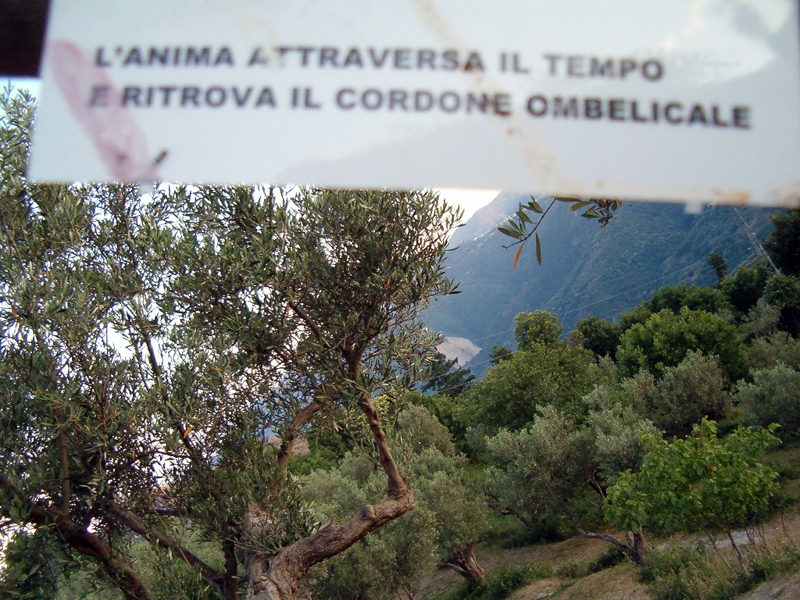 L'ANIMA ATTRAVERSA IL TEMPO
E RITROVA IL CORDONE OMBELICALE